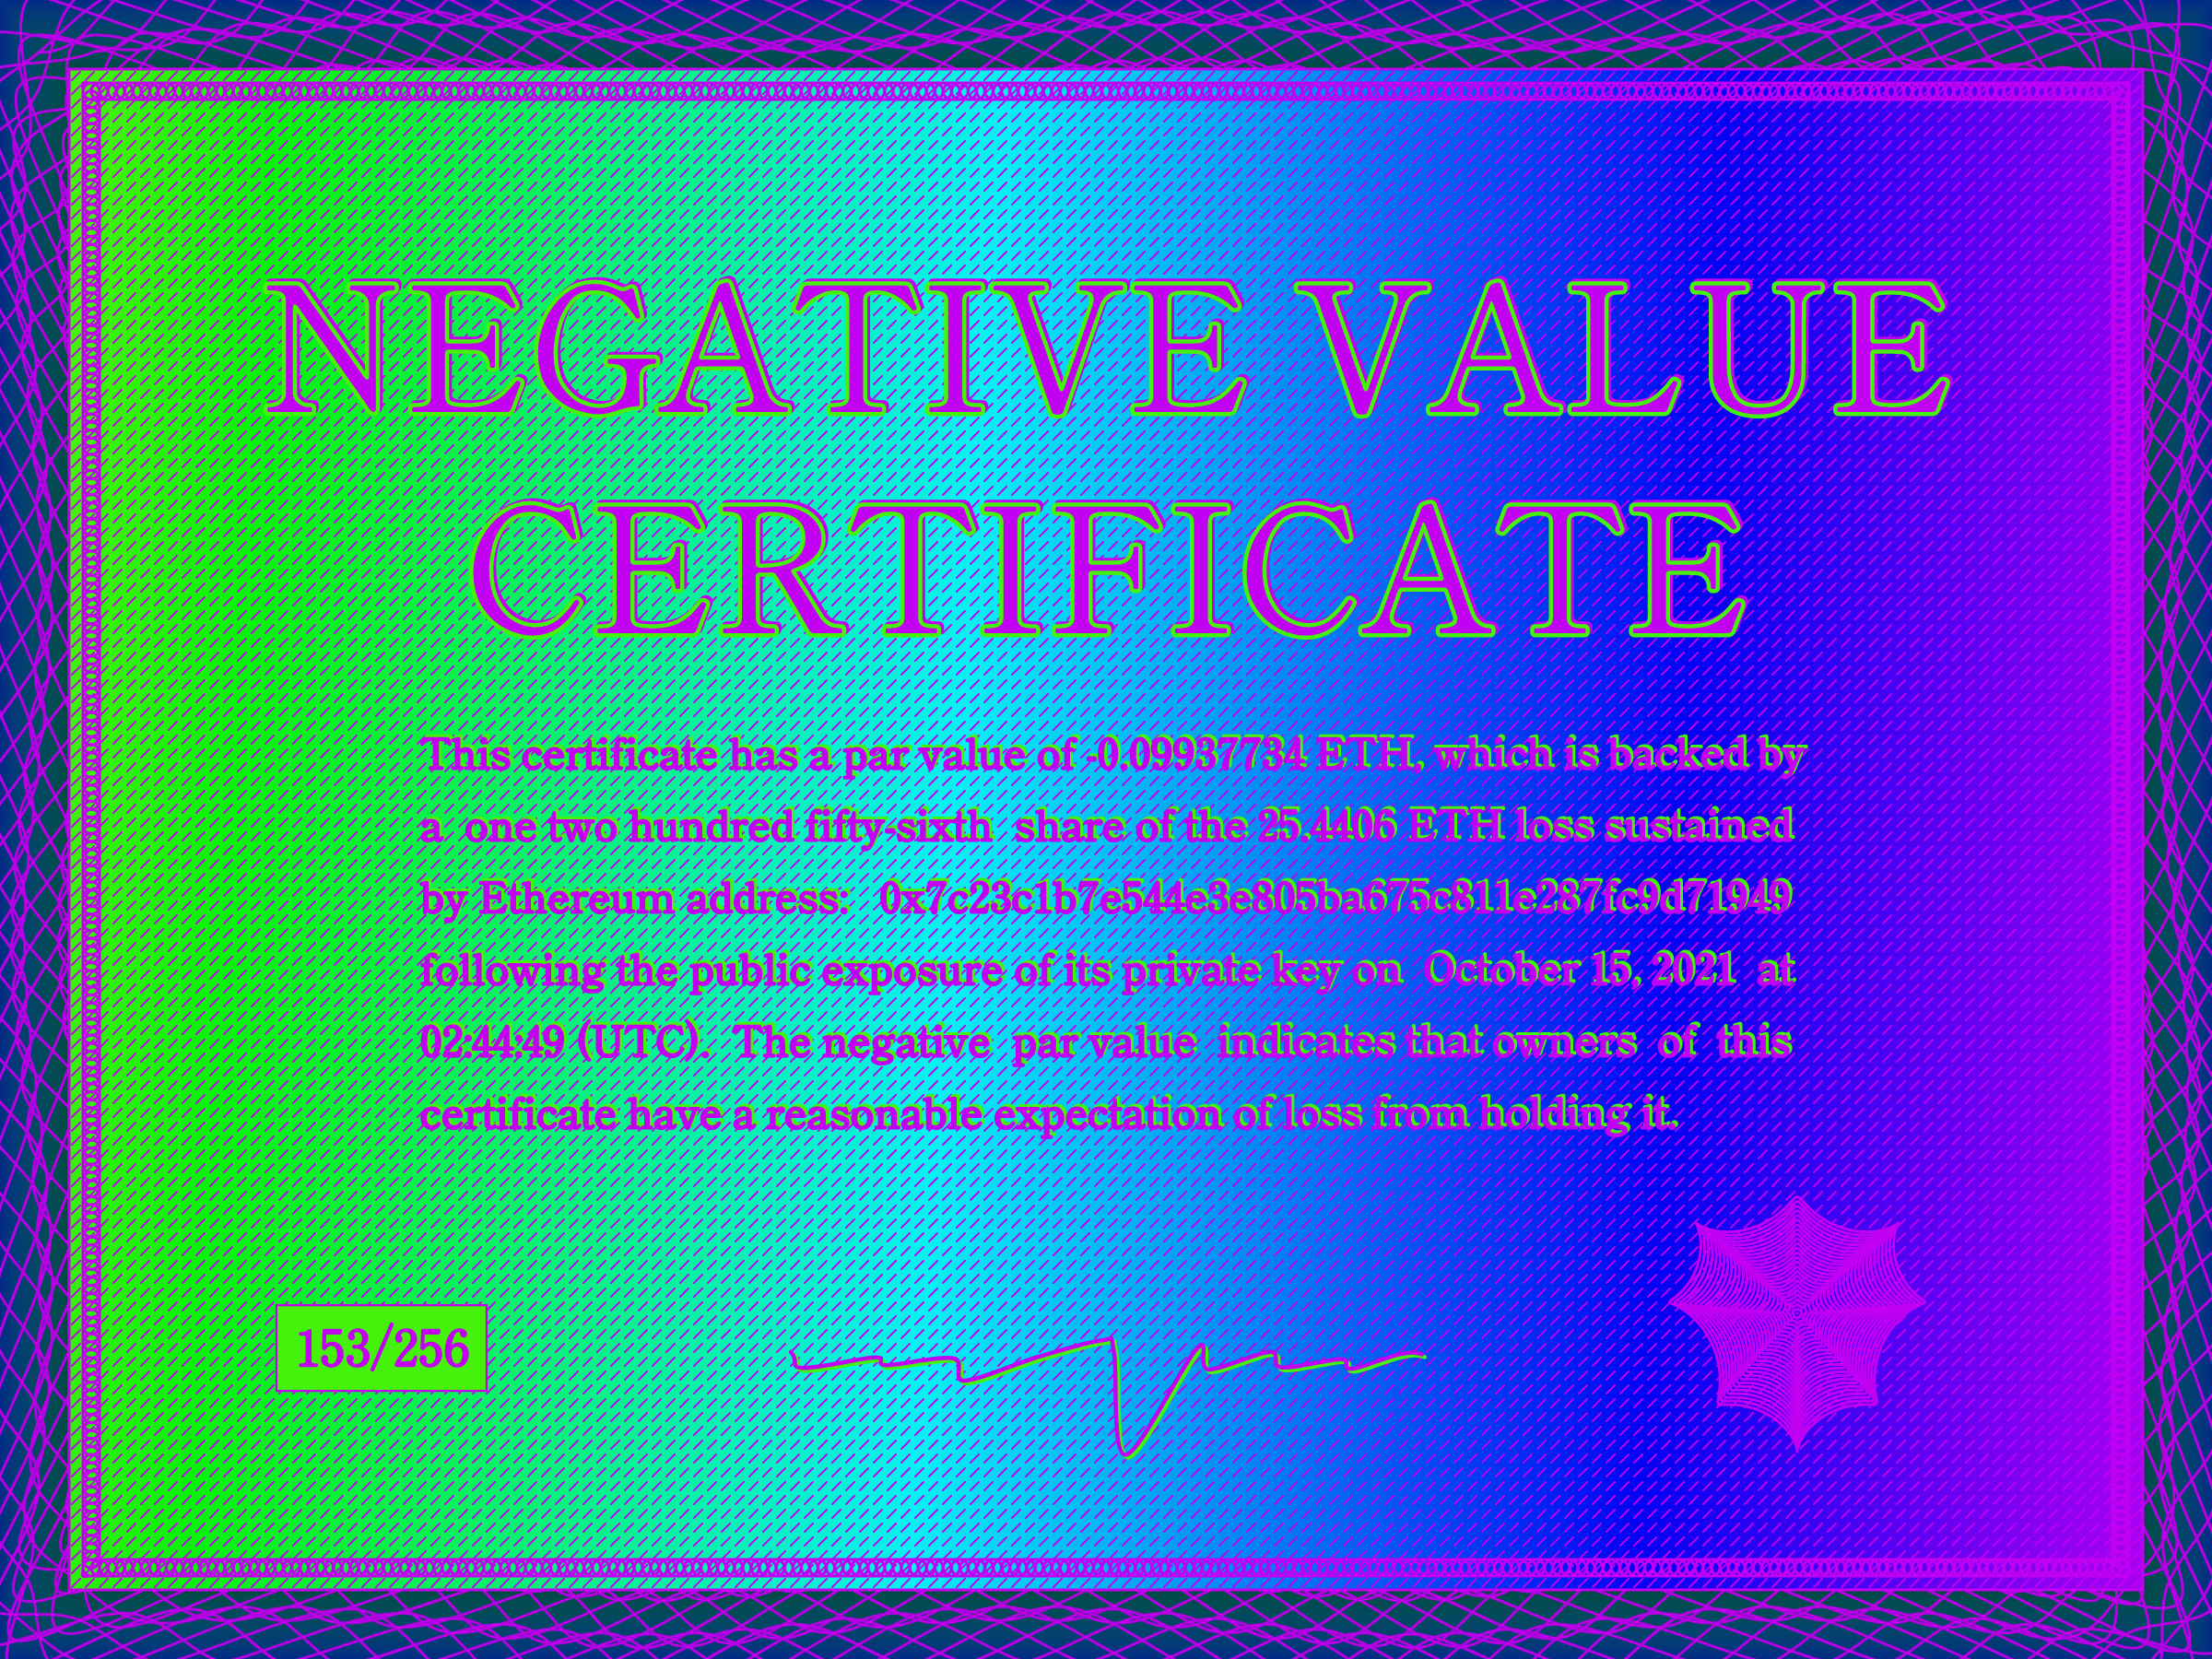 NEGATIVE VALUE
CERTIFICATE
This certificate has a par value of -0.09937734 ETH, which is backed by
a one two hundred fifty-sixth share of the 25.4406 ETH loss sustained
by Ethereum address: 0x7c23c1b7e544e3e805ba675c811e287fc9d71949
following the public exposure of its private key on October 15, 2021 at
02:44:49 (UTC). The negative par value indicates that owners of this
certificate have a reasonable expectation of loss from holding it.
153/256